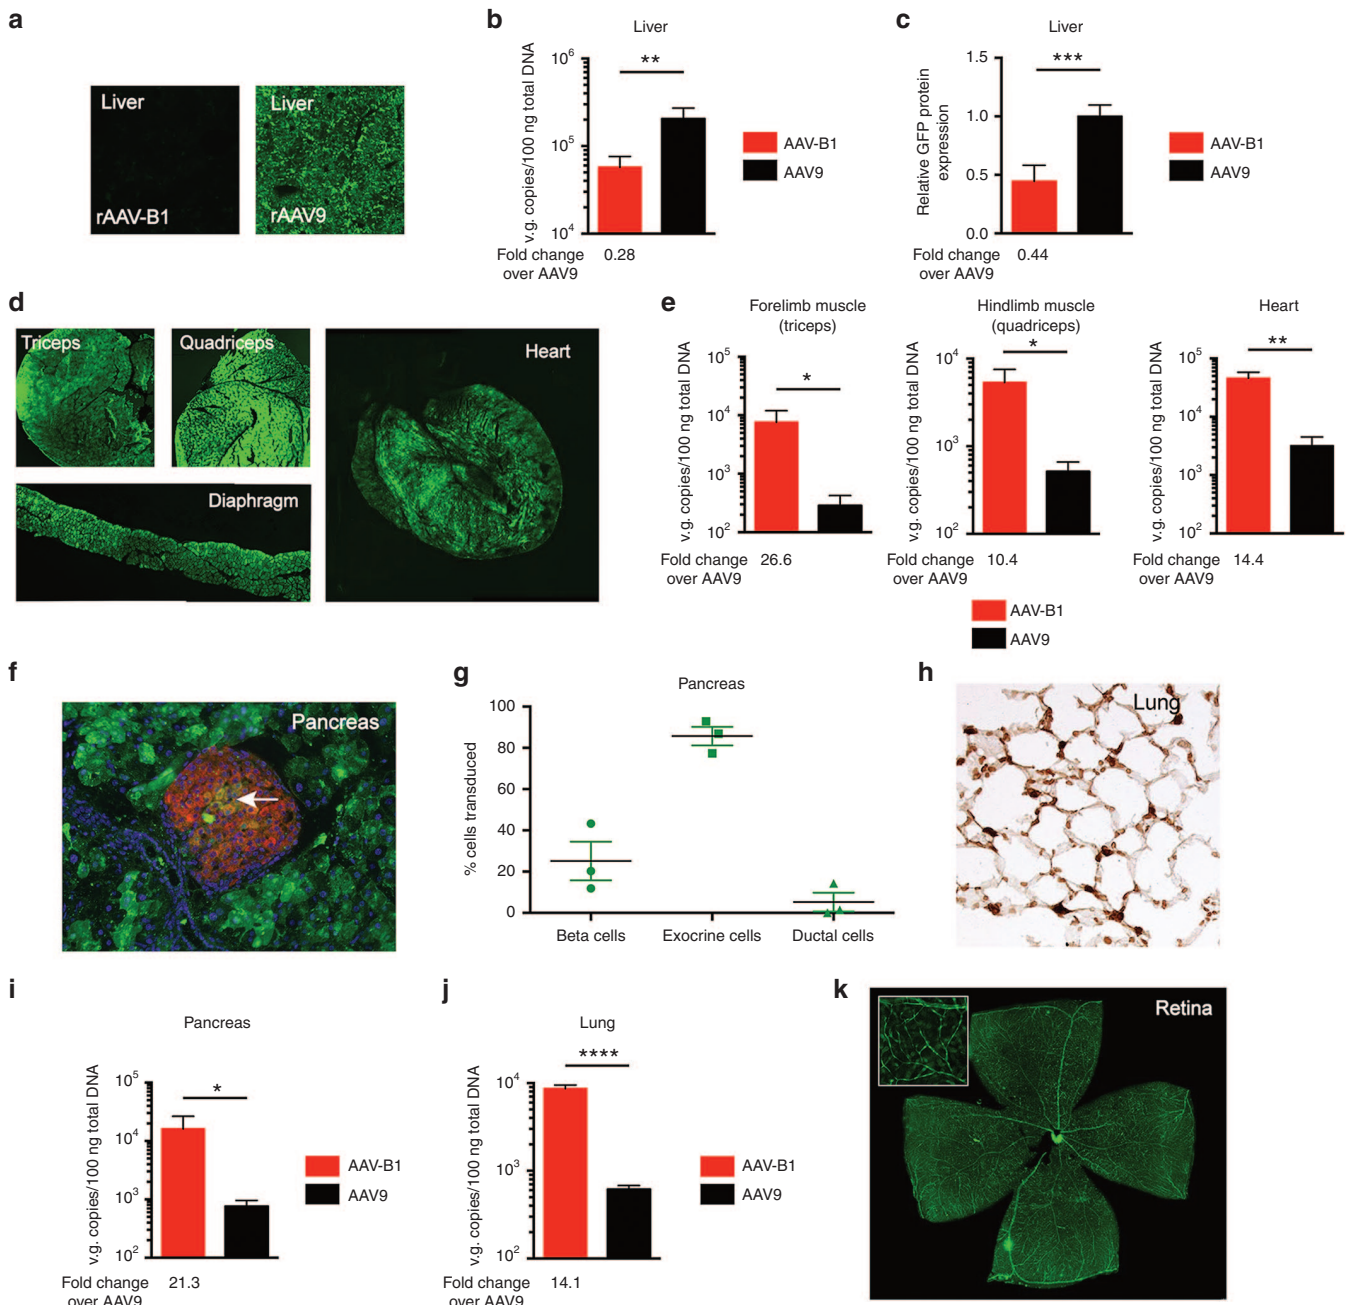 a
Liver
rAAV-B1
Liver
rAAV9
b
Liver
v.g. copies/100 ng total DNA
10^6
10^5
10^4
**
AAV-B1
AAV9
Fold change
over AAV9
0.28
c
Liver
Relative GFP protein
expression
1.5
1.0
0.5
0.0
***
AAV-B1
AAV9
Fold change
over AAV9
0.44
d
Triceps
Quadriceps
Heart
Diaphragm
e
Forelimb muscle
(triceps)
v.g. copies/100 ng total DNA
10^5
10^4
10^3
10^2
*
Fold change
over AAV9
26.6
Hindlimb muscle
(quadriceps)
v.g. copies/100 ng total DNA
10^4
10^3
10^2
*
Fold change
over AAV9
10.4
Heart
v.g. copies/100 ng total DNA
10^5
10^4
10^3
10^2
**
Fold change
over AAV9
14.4
AAV-B1
AAV9
f
Pancreas
g
Pancreas
% cells transduced
100
80
60
40
20
0
Beta cells
Exocrine cells
Ductal cells
h
Lung
i
Pancreas
v.g. copies/100 ng total DNA
10^5
10^4
10^3
10^2
*
AAV-B1
AAV9
Fold change
over AAV9
21.3
j
Lung
v.g. copies/100 ng total DNA
10^4
10^3
10^2
****
AAV-B1
AAV9
Fold change
over AAV9
14.1
k
Retina